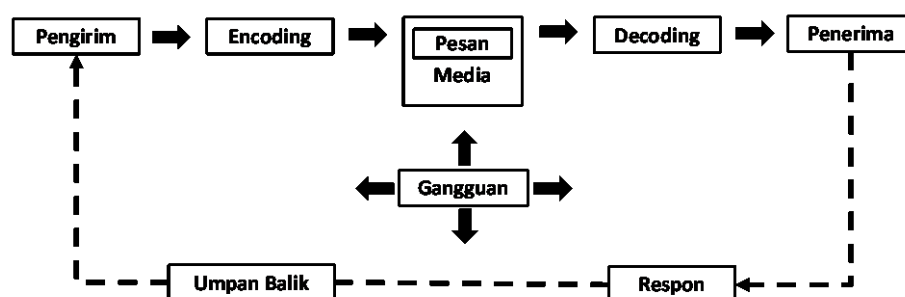 Pengirim
Encoding
Pesan
Media
Decoding
Penerima
Gangguan
Umpan Balik
Respon